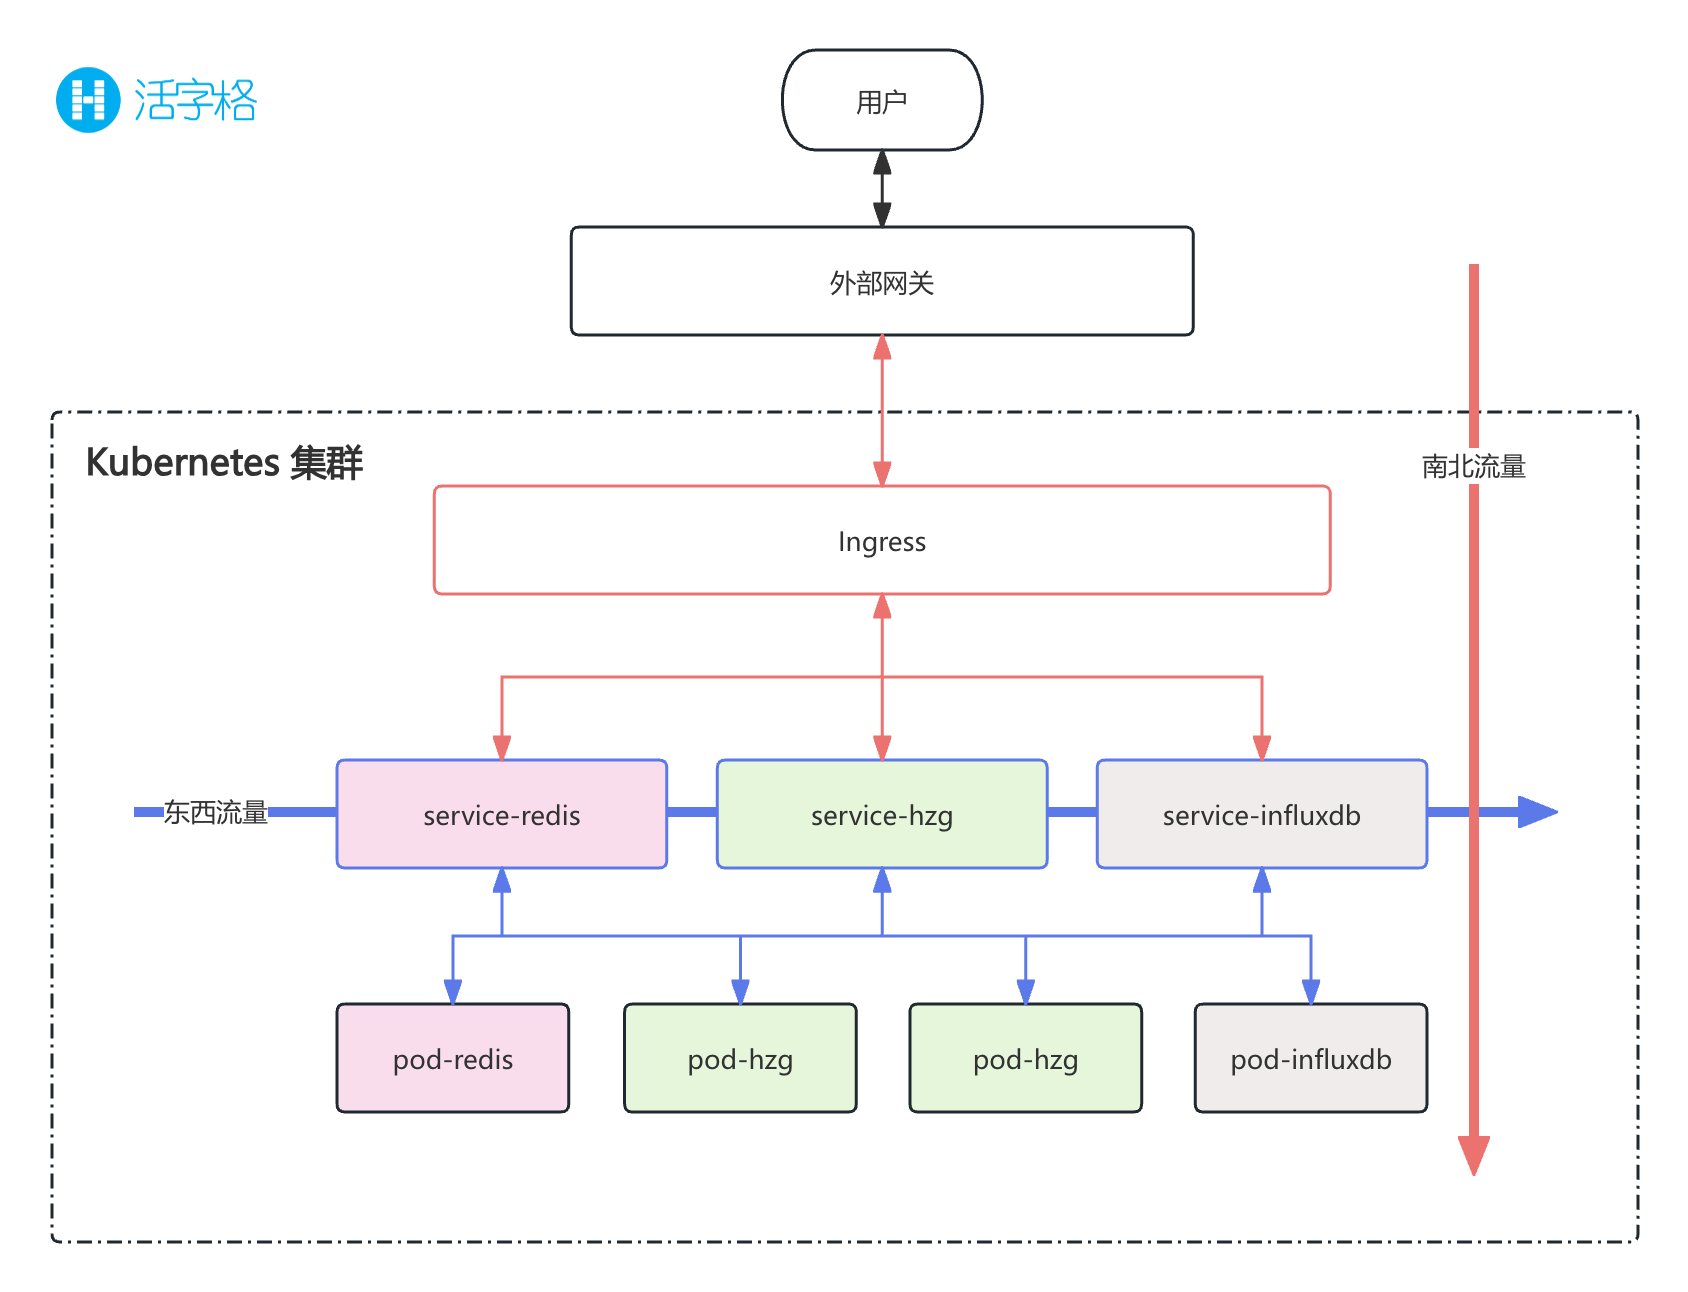 活字格
用户
外部网关
Kubernetes 集群
南北流量
Ingress
东西流量
service-redis
service-hzg
service-influxdb
pod-redis
pod-hzg
pod-hzg
pod-influxdb